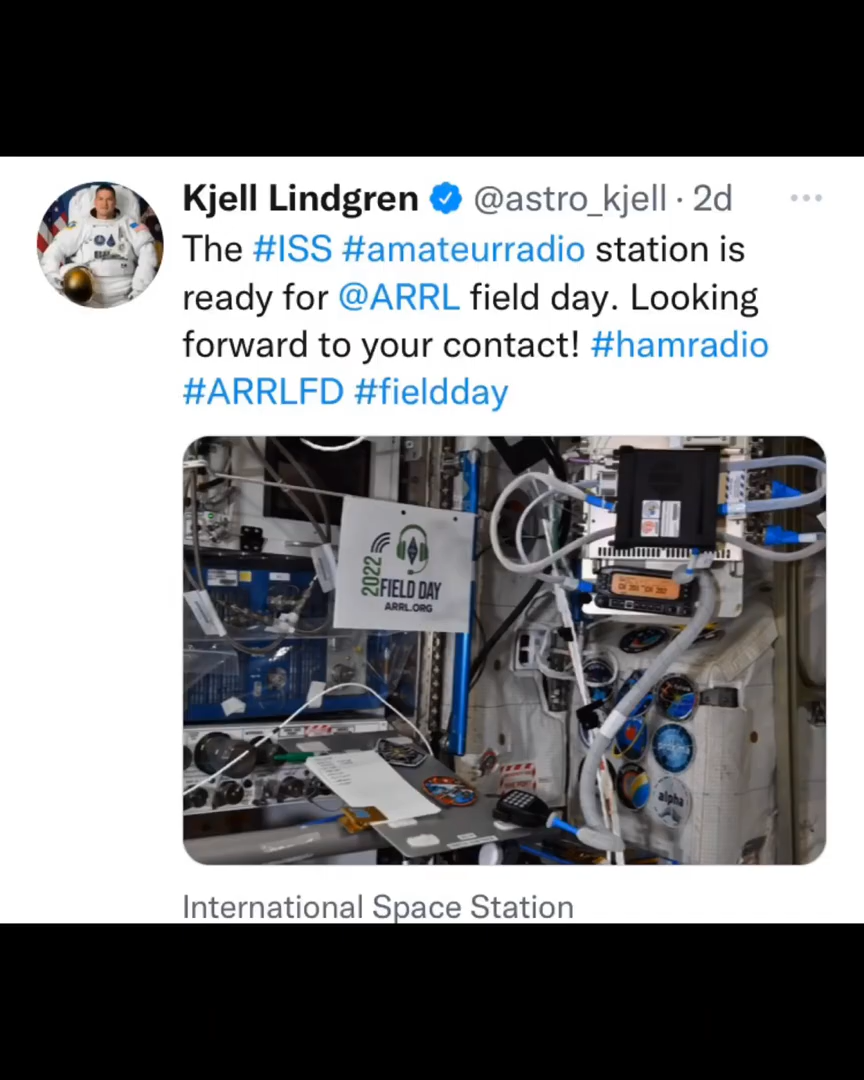 Kjell Lindgren @astro_kjell · 2d
The #ISS #amateurradio station is
ready for @ARRL field day. Looking
forward to your contact! #hamradio
#ARRLFD #fieldday
2022
FIELD DAY
ARRL.ORG
alpha
International Space Station